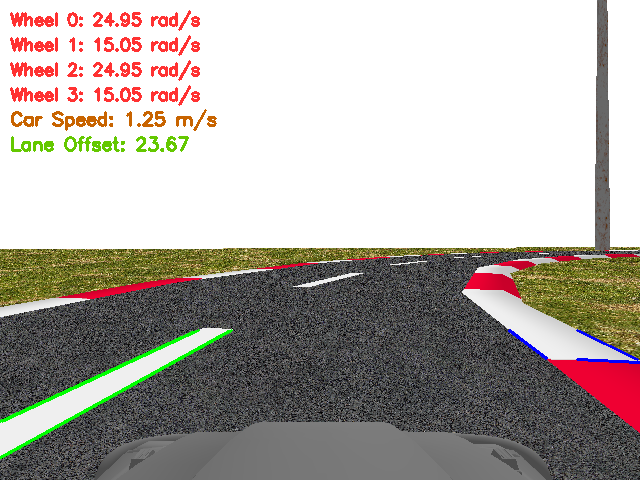 Wheel 0: 24.95 rad/s
Wheel 1: 15.05 rad/s
Wheel 2: 24.95 rad/s
Wheel 3: 15.05 rad/s
Car Speed: 1.25 m/s
Lane Offset: 23.67